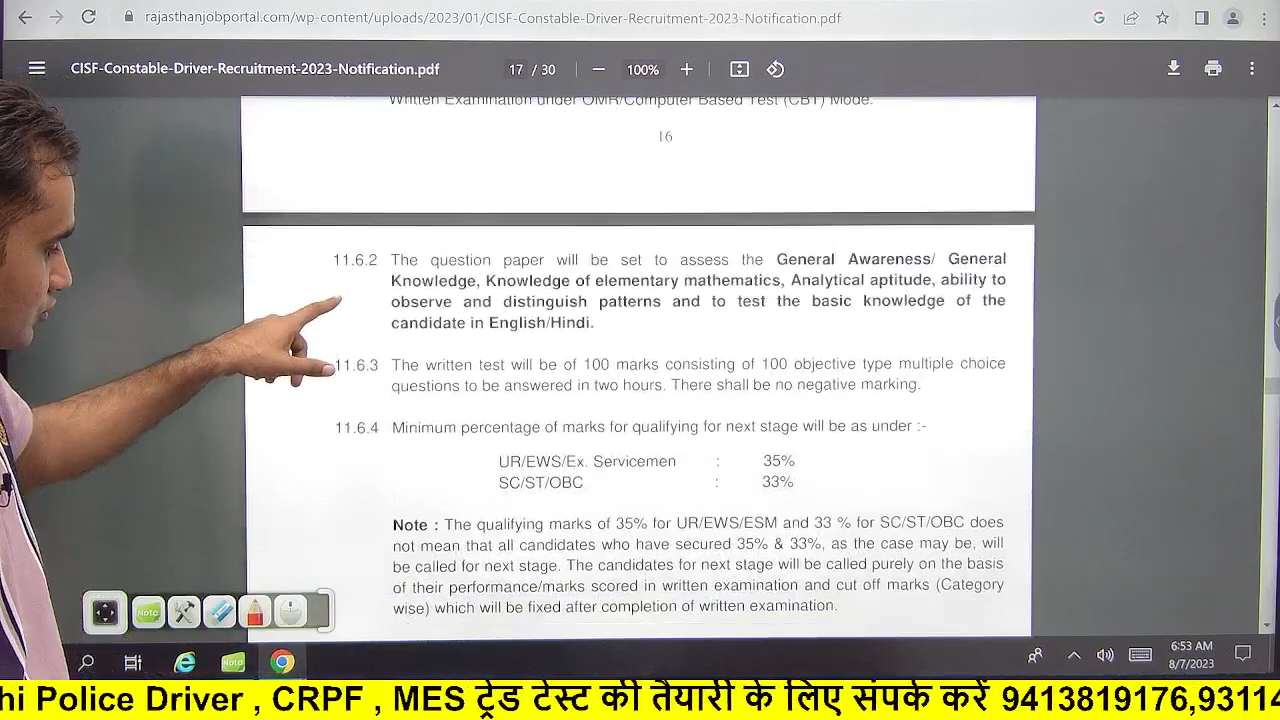 rajasthanjobportal.com/wp-content/uploads/2023/01/CISF-Constable-Driver-Recruitment-2023-Notification.pdf
CISF-Constable-Driver-Recruitment-2023-Notification.pdf 17 / 30 100%
Written Examination under OMR/Computer Based Test (CBT) Mode.
16
11.6.2 The question paper will be set to assess the General Awareness/ General
Knowledge, Knowledge of elementary mathematics, Analytical aptitude, ability to
observe and distinguish patterns and to test the basic knowledge of the
candidate in English/Hindi.
11.6.3 The written test will be of 100 marks consisting of 100 objective type multiple choice
questions to be answered in two hours. There shall be no negative marking.
11.6.4 Minimum percentage of marks for qualifying for next stage will be as under :-
UR/EWS/Ex. Servicemen : 35%
SC/ST/OBC : 33%
Note : The qualifying marks of 35% for UR/EWS/ESM and 33 % for SC/ST/OBC does
not mean that all candidates who have secured 35% & 33%, as the case may be, will
be called for next stage. The candidates for next stage will be called purely on the basis
of their performance/marks scored in written examination and cut off marks (Category
wise) which will be fixed after completion of written examination.
Note
Note
6:53 AM
8/7/2023
hi Police Driver , CRPF , MES ट्रेड टेस्ट की तैयारी के लिए संपर्क करें 9413819176,93114